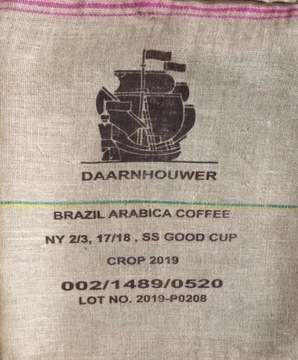 DAARNHOUWER
BRAZIL ARABICA COFFEE
NY 2/3, 17/18 , SS GOOD CUP
CROP 2019
002/1489/0520
LOT NO. 2019-P0208